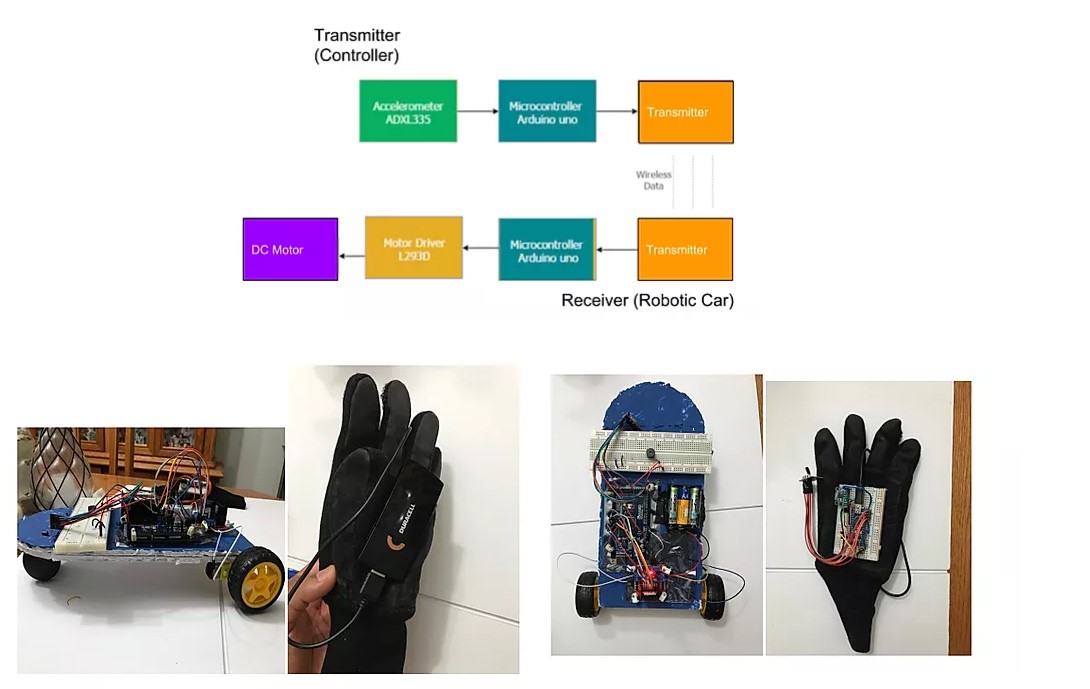 Transmitter
(Controller)
Accelerometer
ADXL335
Microcontroller
Arduino uno
Transmitter
Wireless
Data
DC Motor
Motor Driver
L293D
Microcontroller
Arduino uno
Transmitter
Receiver (Robotic Car)
DURACELL